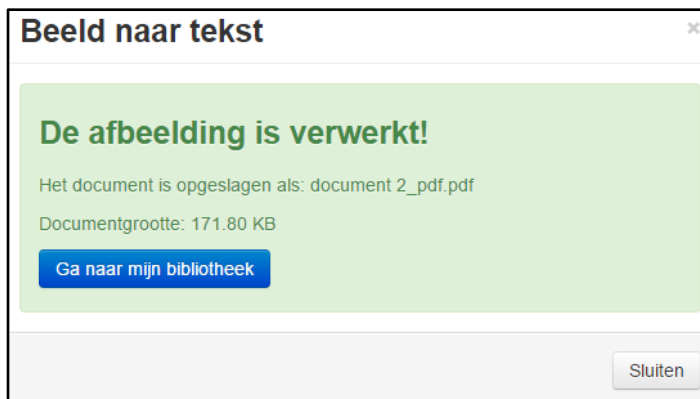 Beeld naar tekst
×
De afbeelding is verwerkt!
Het document is opgeslagen als: document 2_pdf.pdf
Documentgrootte: 171.80 KB
Ga naar mijn bibliotheek
Sluiten